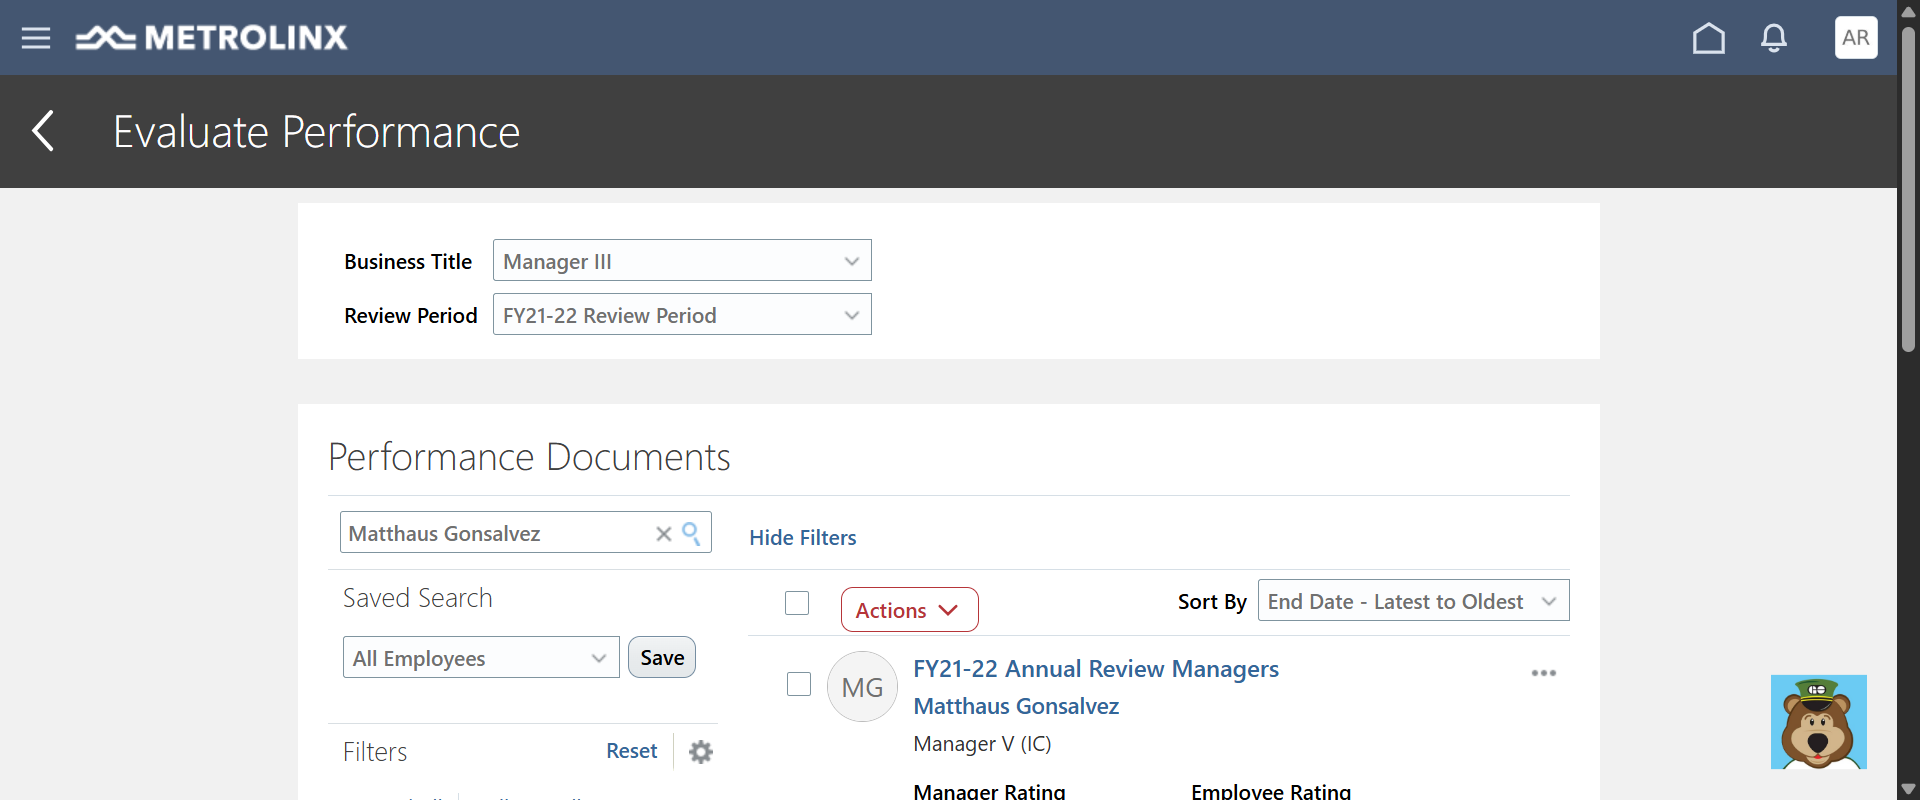 METROLINX
AR
Evaluate Performance
Business Title
Manager III
Review Period
FY21-22 Review Period
Performance Documents
Matthaus Gonsalvez
Hide Filters
Saved Search
Actions
Sort By
End Date - Latest to Oldest
All Employees
Save
MG
FY21-22 Annual Review Managers
Matthaus Gonsalvez
Manager V (IC)
Filters
Reset
Manager Rating
Employee Rating